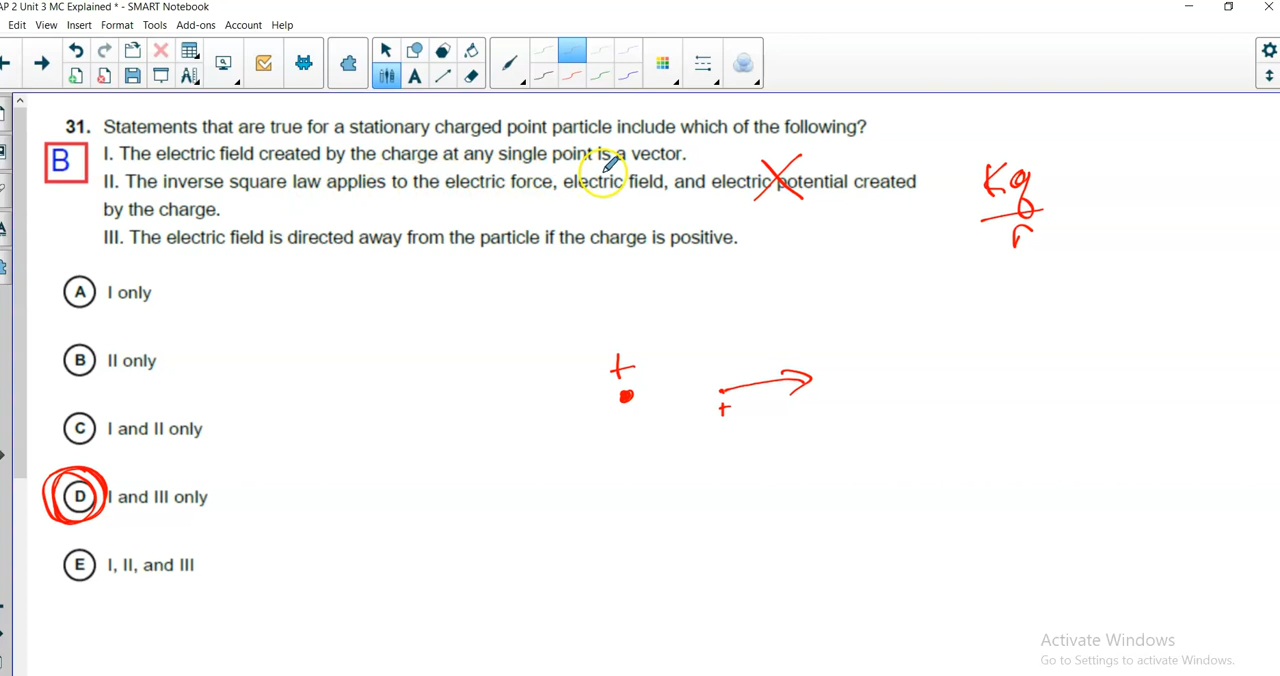 AP 2 Unit 3 MC Explained * - SMART Notebook
Edit View Insert Format Tools Add-ons Account Help
31. Statements that are true for a stationary charged point particle include which of the following?
B
I. The electric field created by the charge at any single point is a vector.
II. The inverse square law applies to the electric force, electric field, and electric potential created
by the charge.
III. The electric field is directed away from the particle if the charge is positive.
Kq
r
A I only
B II only
+
+
C I and II only
D I and III only
E I, II, and III
Activate Windows
Go to Settings to activate Windows.